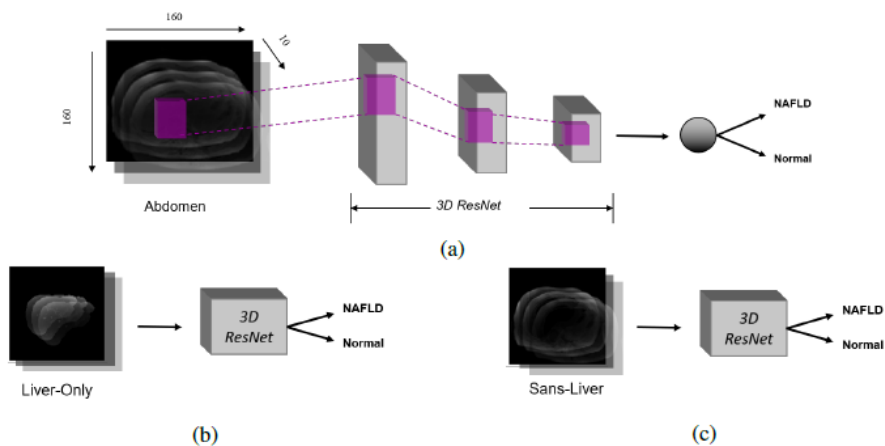 160
10
160
NAFLD
Normal
Abdomen
3D ResNet
(a)
3D
ResNet
NAFLD
Normal
Liver-Only
(b)
3D
ResNet
NAFLD
Normal
Sans-Liver
(c)